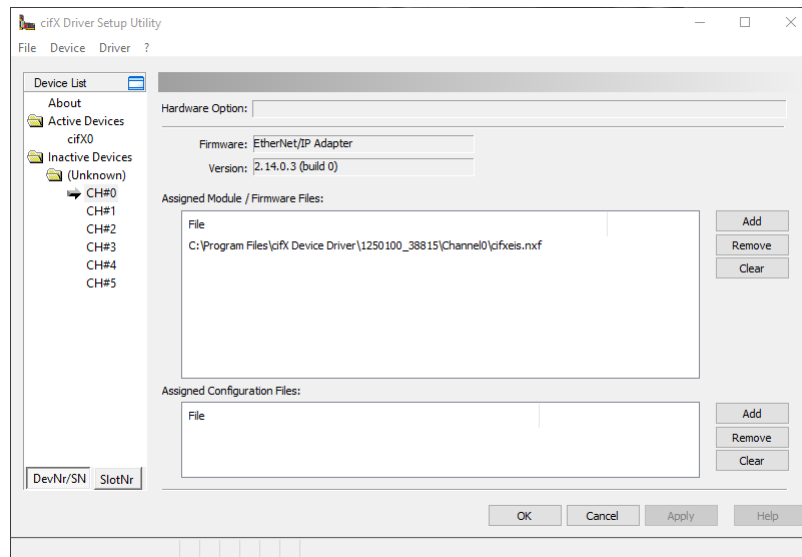 cifX Driver Setup Utility
File Device Driver ?
Device List
About
Active Devices
cifX0
Inactive Devices
(Unknown)
CH#0
CH#1
CH#2
CH#3
CH#4
CH#5
DevNr/SN SlotNr
Hardware Option:
Firmware: EtherNet/IP Adapter
Version: 2.14.0.3 (build 0)
Assigned Module / Firmware Files:
File
C:\Program Files\cifX Device Driver\1250100_38815\Channel0\cifxeis.nxf
Add
Remove
Clear
Assigned Configuration Files:
File
Add
Remove
Clear
OK Cancel Apply Help